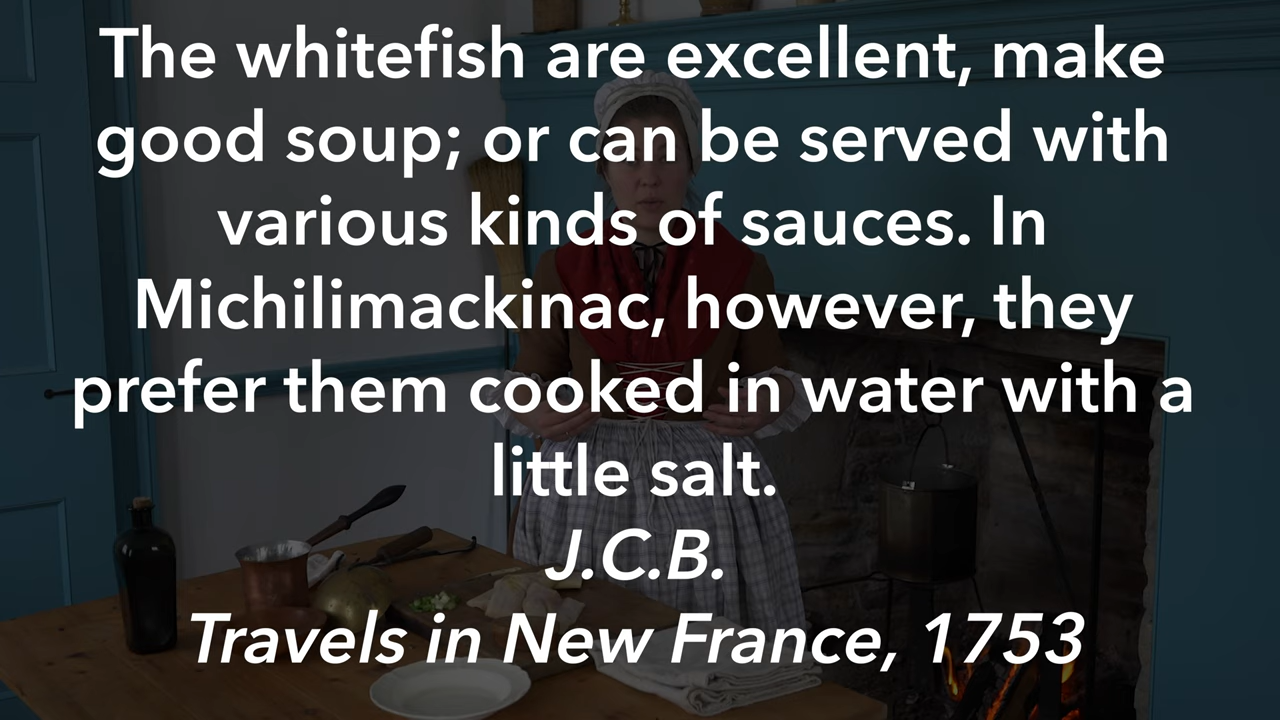 The whitefish are excellent, make
good soup; or can be served with
various kinds of sauces. In
Michilimackinac, however, they
prefer them cooked in water with a
little salt.
J.C.B.
Travels in New France, 1753